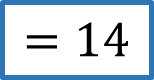 = 14